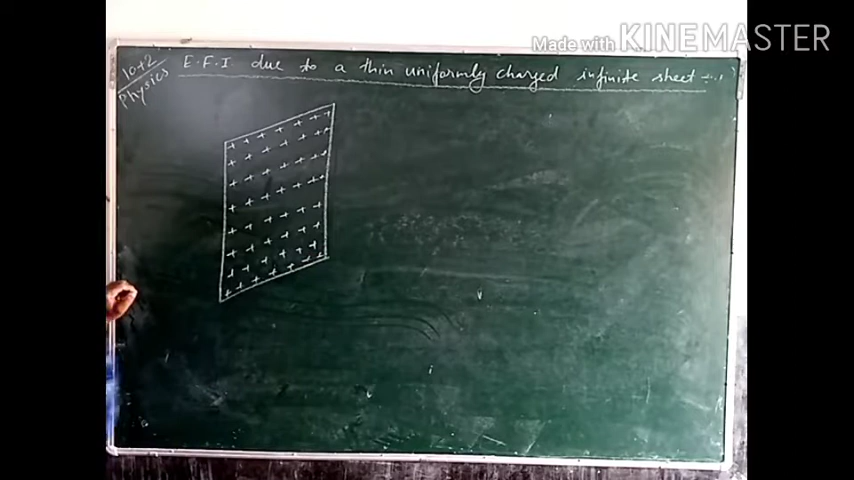 Made with KINEMASTER
10+2
Physics
E.F.I due to a thin uniformly charged infinite sheet :-